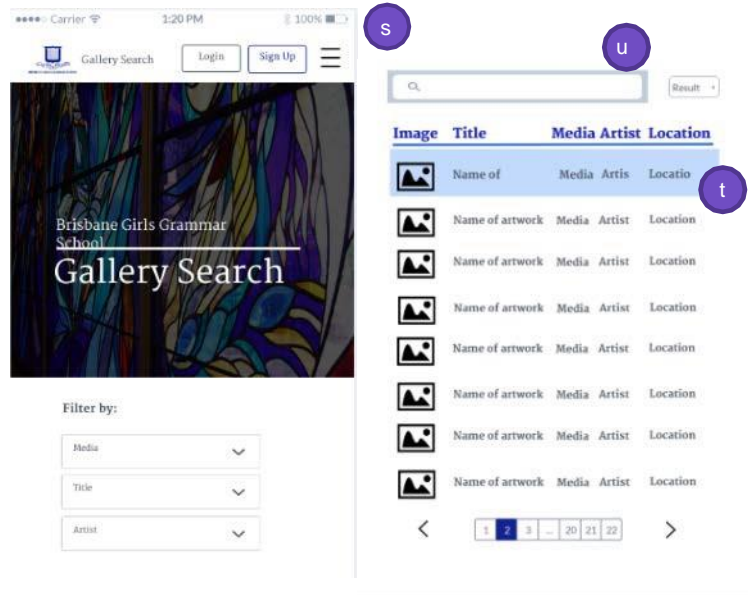 Carrier 1:20 PM 100%
Gallery Search Login Sign Up
Brisbane Girls Grammar
School
Gallery Search
Filter by:
Media
Title
Artist
s
u
Result
Image Title Media Artist Location
Name of Media Artis Locatio
t
Name of artwork Media Artist Location
Name of artwork Media Artist Location
Name of artwork Media Artist Location
Name of artwork Media Artist Location
Name of artwork Media Artist Location
Name of artwork Media Artist Location
Name of artwork Media Artist Location
< 1 2 3 ... 20 21 22 >